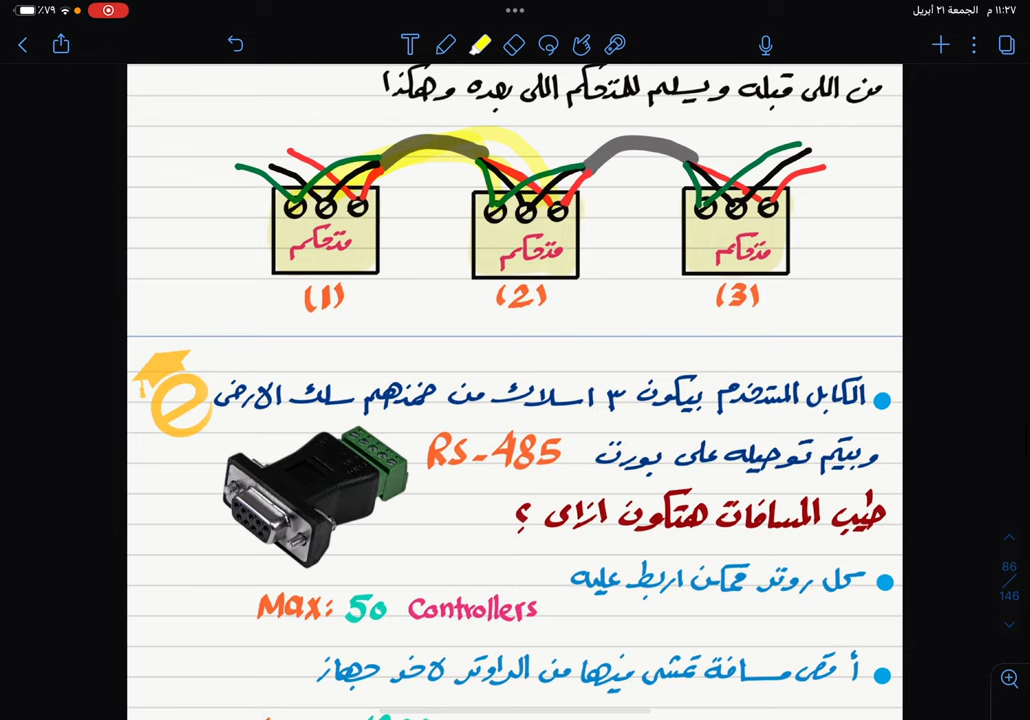 ١١:٢٧ م الجمعة ٢١ أبريل
٪٧٩
من اللى قبله ويسلم للمتحكم اللى بعده وهكذا
متحكم متحكم متحكم
(1) (2) (3)
الكابل المستخدم بيكون ٣ اسلاك من ضمنهم سلك الارضى
وبيتم توصيله على بورت RS-485
طيب المسافات هتكون ازاى ؟
كل روتر ممكن اربط عليه
Max: 50 Controllers
أقصى مسافة تمشى فيها من الراوتر لاخر جهاز
86
146